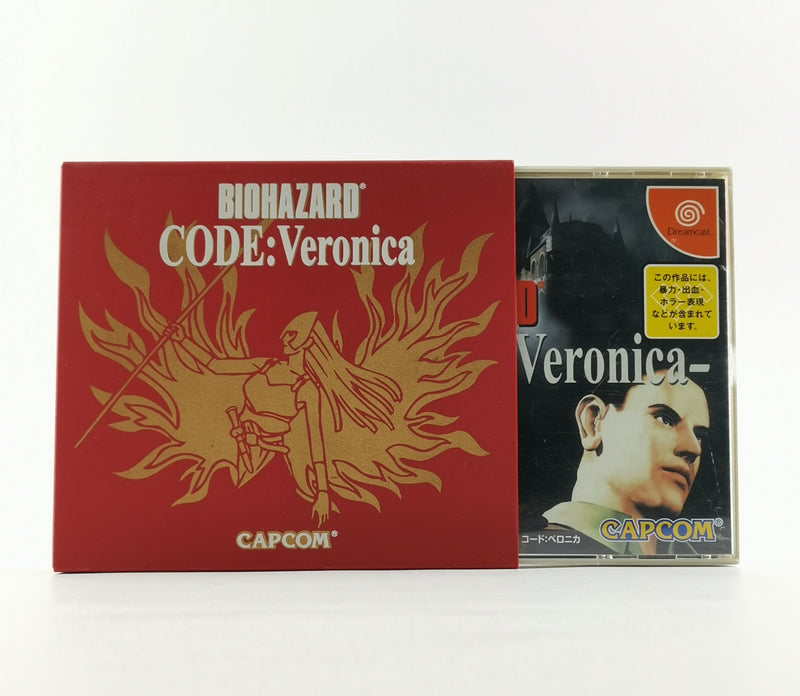 BIOHAZARD®
CODE:Veronica
CAPCOM®
Dreamcast
この作品には、
暴力・出血・
ホラー表現
などが含まれて
います。
D®
Veronica–
コード:ベロニカ
CAPCOM®